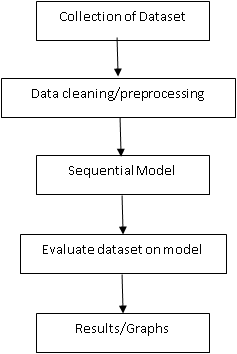 Collection of Dataset
Data cleaning/preprocessing
Sequential Model
Evaluate dataset on model
Results/Graphs